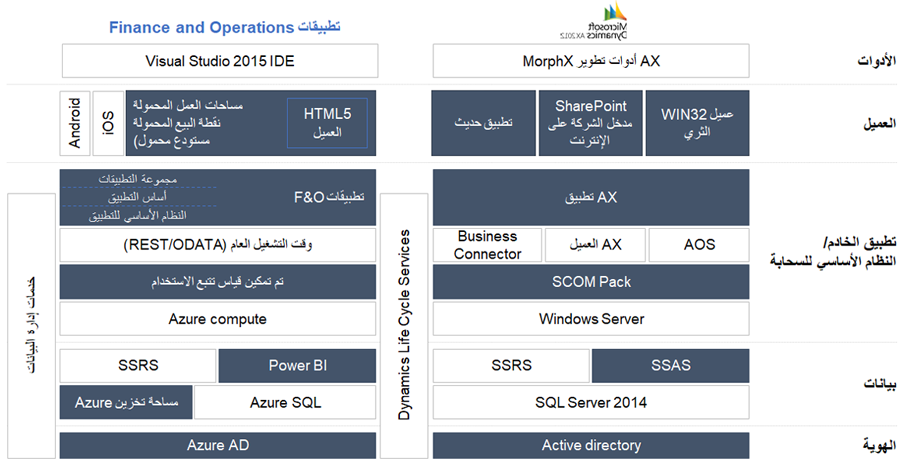 Microsoft
Dynamics AX 2012
تطبيقات Finance and Operations
الأدوات
AX أدوات تطوير MorphX
Visual Studio 2015 IDE
العميل
عميل WIN32
الثري
SharePoint
مدخل الشركة على
الإنترنت
تطبيق حديث
HTML5
العميل
مساحات العمل المحمولة
نقطة البيع المحمولة
مستودع محمول)
iOS
Android
تطبيق الخادم/
النظام الأساسي للسحابة
AX تطبيق
AOS
AX العميل
Business
Connector
SCOM Pack
Windows Server
Dynamics Life Cycle Services
تطبيقات F&O
مجموعة التطبيقات
أساس التطبيق
النظام الأساسي للتطبيق
وقت التشغيل العام (REST/ODATA)
تم تمكين قياس تتبع الاستخدام
Azure compute
خدمات إدارة البيانات
بيانات
SSAS
SSRS
SQL Server 2014
Power BI
SSRS
Azure SQL
مساحة تخزين Azure
الهوية
Active directory
Azure AD